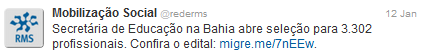 Mobilização Social @rederms 12 Jan
RMS
Secretária de Educação na Bahia abre seleção para 3.302
profissionais. Confira o edital: migre.me/7nEEw.